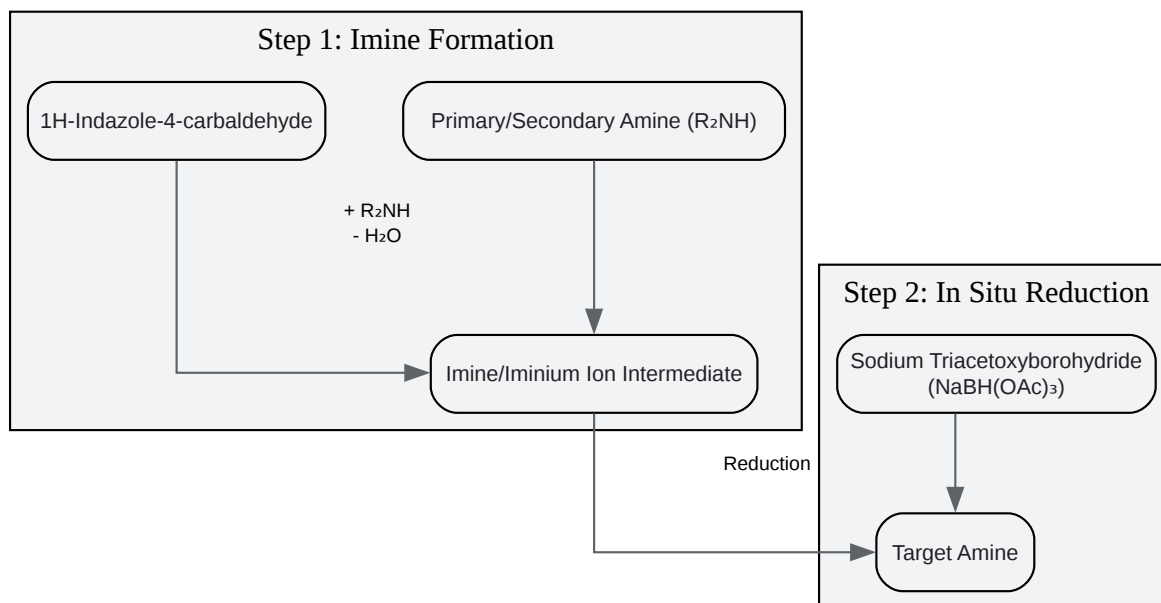 Step 1: Imine Formation
1H-Indazole-4-carbaldehyde
Primary/Secondary Amine (R₂NH)
+ R₂NH
- H₂O
Imine/Iminium Ion Intermediate
Step 2: In Situ Reduction
Sodium Triacetoxyborohydride
(NaBH(OAc)₃)
Reduction
Target Amine